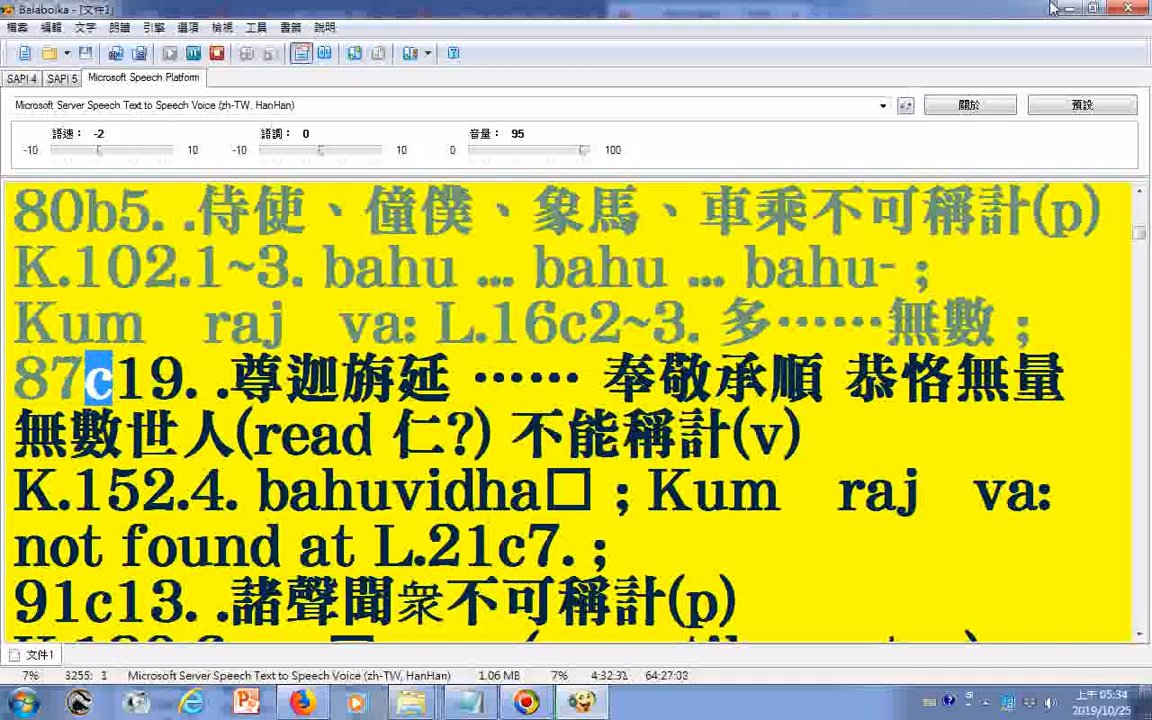 Balabolka - [文件1]
檔案 編輯 文字 朗讀 引擎 選項 檢視 工具 書籤 說明
SAPI 4 SAPI 5 Microsoft Speech Platform
Microsoft Server Speech Text to Speech Voice (zh-TW, HanHan) 關於 預設
語速： -2 語調： 0 音量： 95
-10 10 -10 10 0 100
80b5. .侍使、僮僕、象馬、車乘不可稱計(p)
K.102.1~3. bahu ... bahu ... bahu- ;
Kum raj va: L.16c2~3. 多……無數 ;
87c19. .尊迦旃延 …… 奉敬承順 恭恪無量
無數世人(read 仁?) 不能稱計(v)
K.152.4. bahuvidha□ ; Kum raj va:
not found at L.21c7. ;
91c13. .諸聲聞衆不可稱計(p)
文件1
7% 3255: 1 Microsoft Server Speech Text to Speech Voice (zh-TW, HanHan) 1.06 MB 7% 4:32:31 64:27:03
上午 05:34
2019/10/25